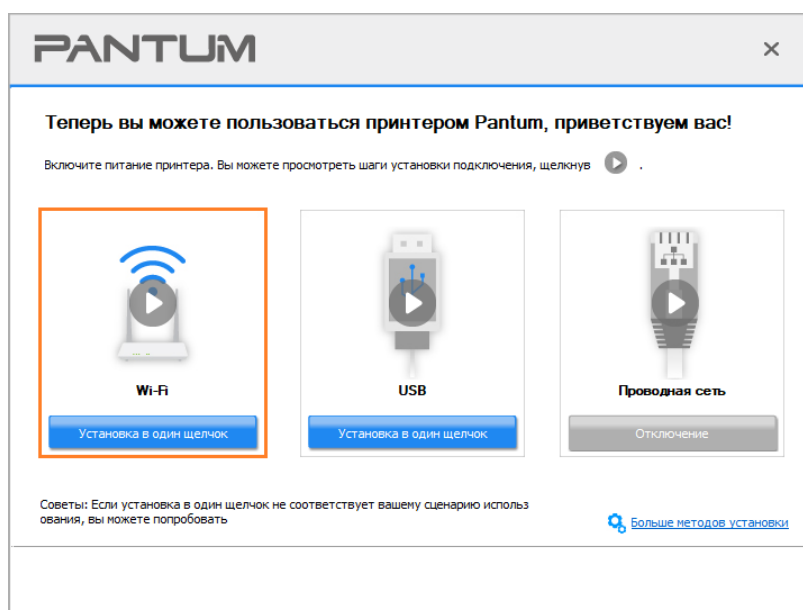 PANTUM
Теперь вы можете пользоваться принтером Pantum, приветствуем вас!
Включите питание принтера. Вы можете просмотреть шаги установки подключения, щелкнув .
Wi-Fi
Установка в один щелчок
USB
Установка в один щелчок
Проводная сеть
Отключение
Советы: Если установка в один щелчок не соответствует вашему сценарию использ
ования, вы можете попробовать
Больше методов установки